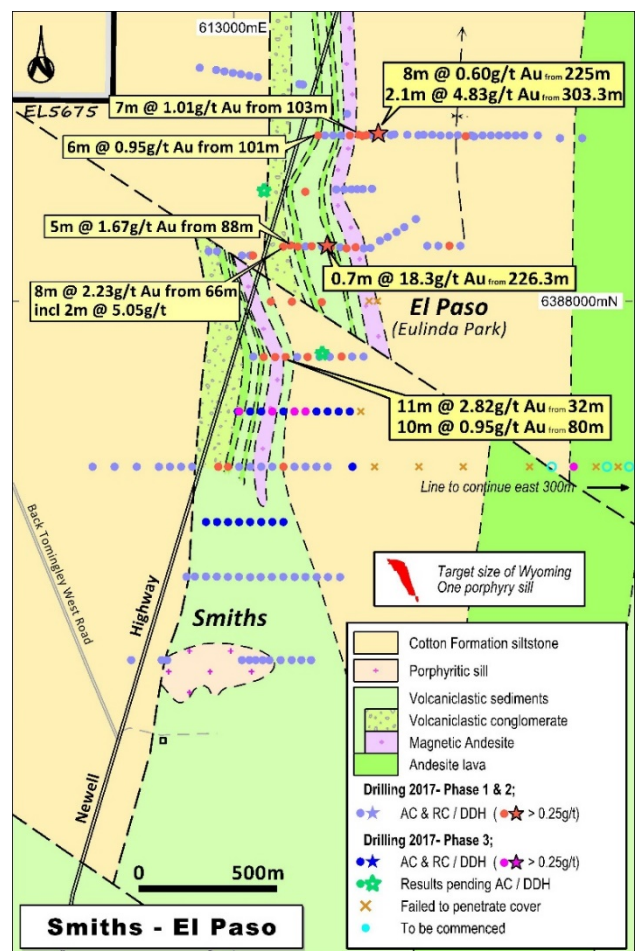 613000mE
N
EL5675
8m @ 0.60g/t Au from 225m
2.1m @ 4.83g/t Au from 303.3m
7m @ 1.01g/t Au from 103m
6m @ 0.95g/t Au from 101m
5m @ 1.67g/t Au from 88m
8m @ 2.23g/t Au from 66m
incl 2m @ 5.05g/t
0.7m @ 18.3g/t Au from 226.3m
El Paso
(Eulinda Park)
6388000mN
11m @ 2.82g/t Au from 32m
10m @ 0.95g/t Au from 80m
Line to continue east 300m
Back Tomingley West Road
Highway
Newell
Smiths
Target size of Wyoming
One porphyry sill
Cotton Formation siltstone
Porphyritic sill
Volcaniclastic sediments
Volcaniclastic conglomerate
Magnetic Andesite
Andesite lava
Drilling 2017- Phase 1 & 2;
AC & RC / DDH ( > 0.25g/t)
Drilling 2017- Phase 3;
AC & RC / DDH ( > 0.25g/t)
Results pending AC / DDH
Failed to penetrate cover
To be commenced
0 500m
Smiths - El Paso